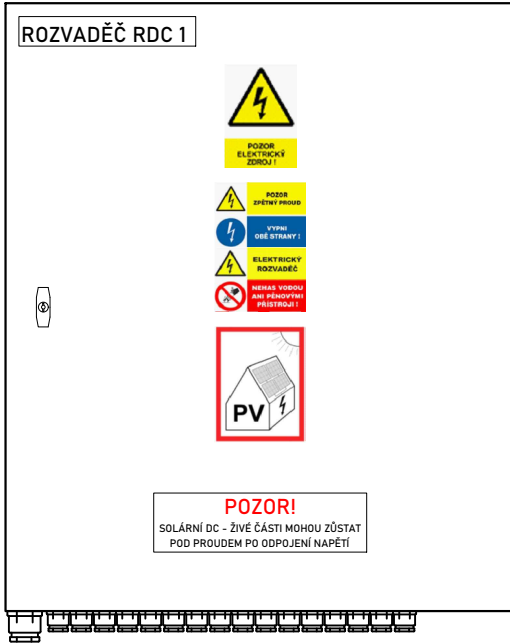 ROZVADĚČ RDC 1
POZOR
ELEKTRICKÝ
ZDROJ !
POZOR
ZPĚTNÝ PROUD
VYPNI
OBĚ STRANY !
ELEKTRICKÝ
ROZVADĚČ
NEHAS VODOU
ANI PĚNOVÝMI
PŘÍSTROJI !
PV
POZOR!
SOLÁRNÍ DC - ŽIVÉ ČÁSTI MOHOU ZŮSTAT
POD PROUDEM PO ODPOJENÍ NAPĚTÍ